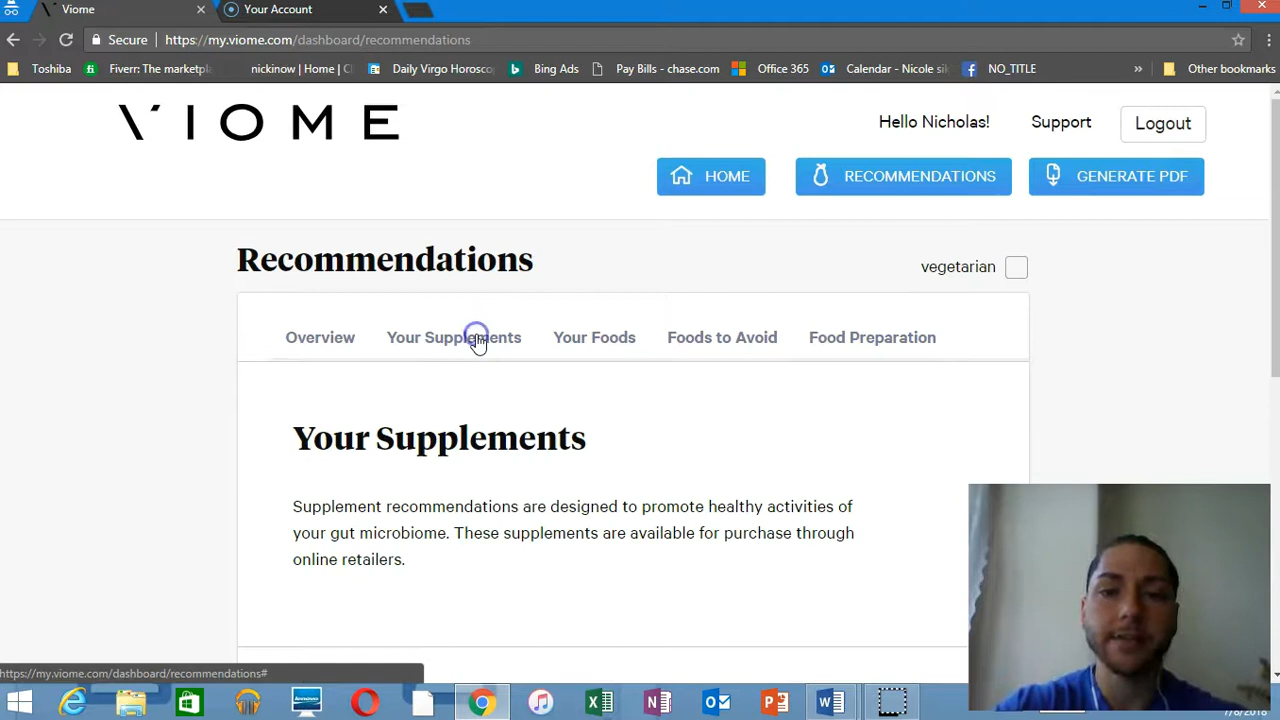 Viome
Your Account
Secure https://my.viome.com/dashboard/recommendations
Toshiba Fiverr: The marketpla nickinow | Home | C Daily Virgo Horosco Bing Ads Pay Bills - chase.com Office 365 Calendar - Nicole sil NO_TITLE » Other bookmarks
VIOME
Hello Nicholas! Support Logout
HOME RECOMMENDATIONS GENERATE PDF
Recommendations
vegetarian
Overview Your Supplements Your Foods Foods to Avoid Food Preparation
Your Supplements
Supplement recommendations are designed to promote healthy activities of
your gut microbiome. These supplements are available for purchase through
online retailers.
https://my.viome.com/dashboard/recommendations#